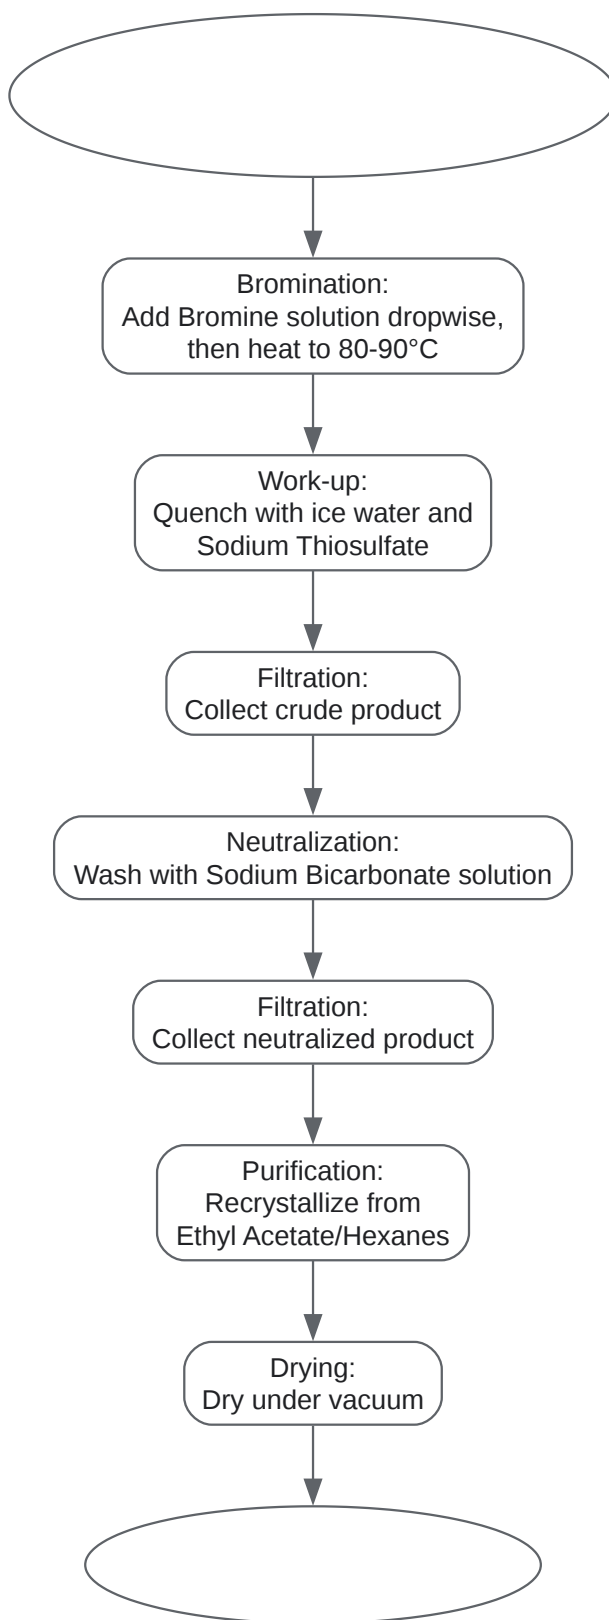 Bromination:
Add Bromine solution dropwise,
then heat to 80-90°C
Work-up:
Quench with ice water and
Sodium Thiosulfate
Filtration:
Collect crude product
Neutralization:
Wash with Sodium Bicarbonate solution
Filtration:
Collect neutralized product
Purification:
Recrystallize from
Ethyl Acetate/Hexanes
Drying:
Dry under vacuum